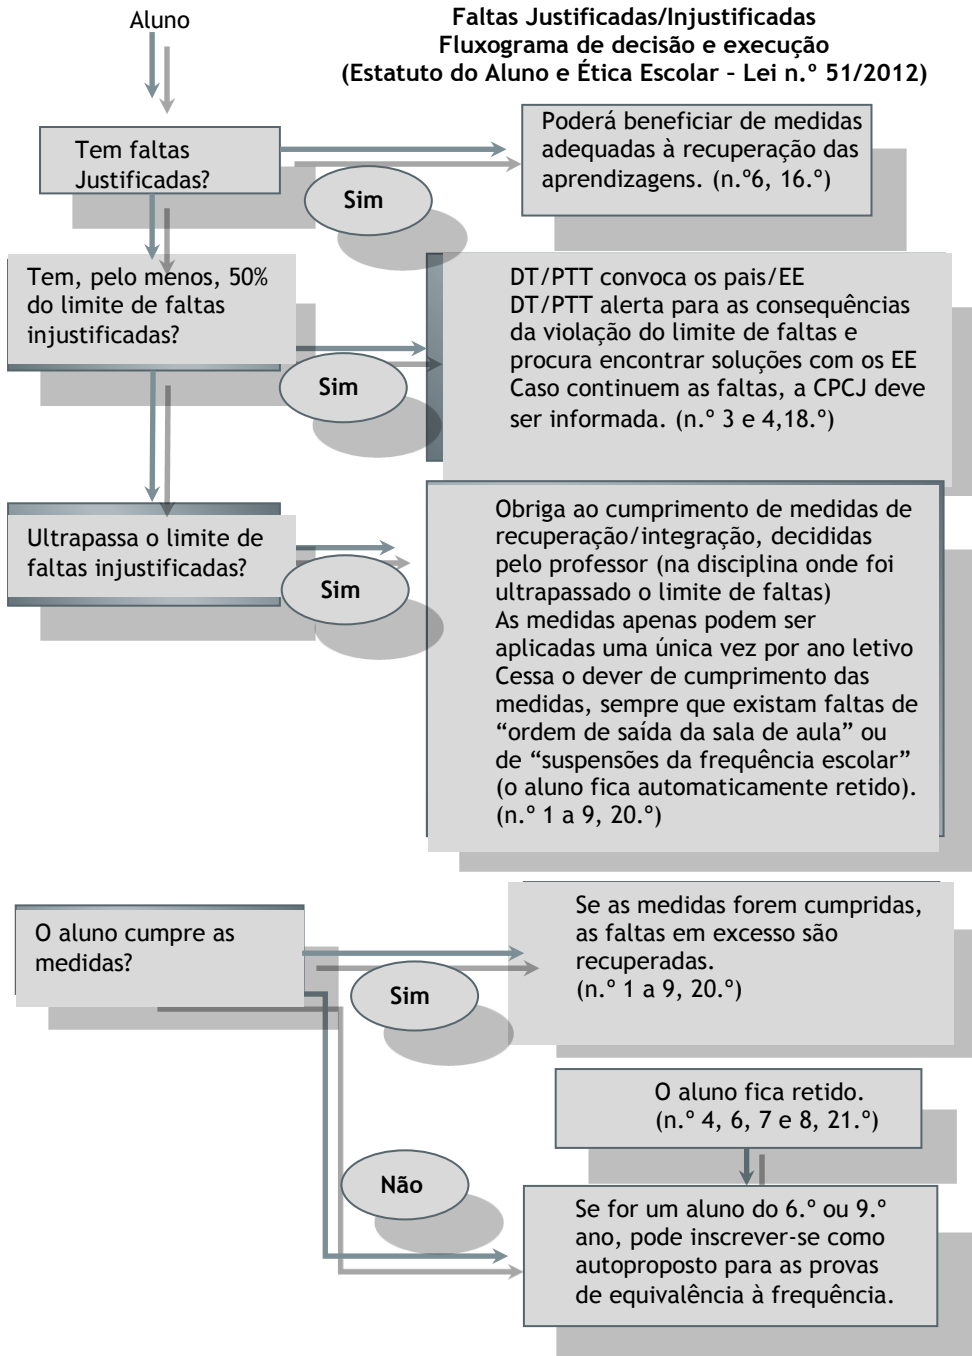 Aluno
Faltas Justificadas/Injustificadas
Fluxograma de decisão e execução
(Estatuto do Aluno e Ética Escolar – Lei n.º 51/2012)
Tem faltas
Justificadas?
Sim
Poderá beneficiar de medidas
adequadas à recuperação das
aprendizagens. (n.º6, 16.º)
Tem, pelo menos, 50%
do limite de faltas
injustificadas?
Sim
DT/PTT convoca os pais/EE
DT/PTT alerta para as consequências
da violação do limite de faltas e
procura encontrar soluções com os EE
Caso continuem as faltas, a CPCJ deve
ser informada. (n.º 3 e 4,18.º)
Ultrapassa o limite de
faltas injustificadas?
Sim
Obriga ao cumprimento de medidas de
recuperação/integração, decididas
pelo professor (na disciplina onde foi
ultrapassado o limite de faltas)
As medidas apenas podem ser
aplicadas uma única vez por ano letivo
Cessa o dever de cumprimento das
medidas, sempre que existam faltas de
“ordem de saída da sala de aula” ou
de “suspensões da frequência escolar”
(o aluno fica automaticamente retido).
(n.º 1 a 9, 20.º)
O aluno cumpre as
medidas?
Sim
Se as medidas forem cumpridas,
as faltas em excesso são
recuperadas.
(n.º 1 a 9, 20.º)
O aluno fica retido.
(n.º 4, 6, 7 e 8, 21.º)
Não
Se for um aluno do 6.º ou 9.º
ano, pode inscrever-se como
autoproposto para as provas
de equivalência à frequência.